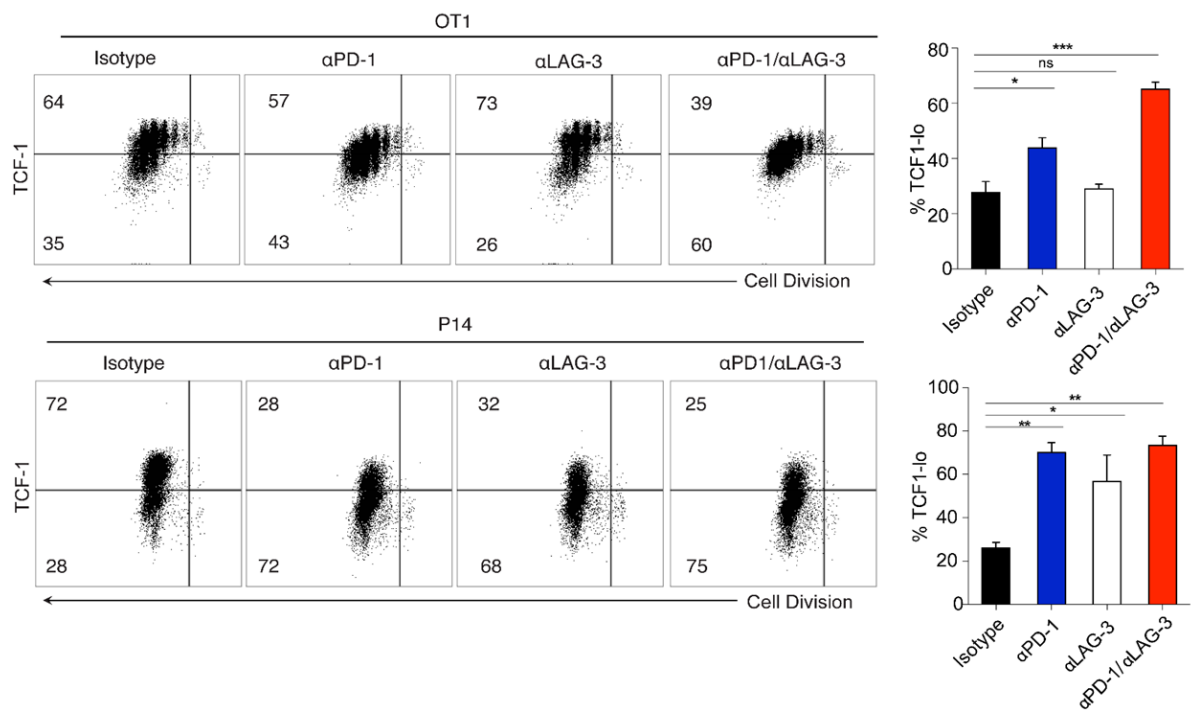 OT1
Isotype
αPD-1
αLAG-3
αPD-1/αLAG-3
TCF-1
64
35
57
43
73
26
39
60
Cell Division
80
60
40
20
0
% TCF1-lo
***
ns
*
Isotype
αPD-1
αLAG-3
αPD-1/αLAG-3
P14
Isotype
αPD-1
αLAG-3
αPD1/αLAG-3
TCF-1
72
28
28
72
32
68
25
75
Cell Division
100
80
60
40
20
0
% TCF1-lo
**
*
**
Isotype
αPD-1
αLAG-3
αPD-1/αLAG-3